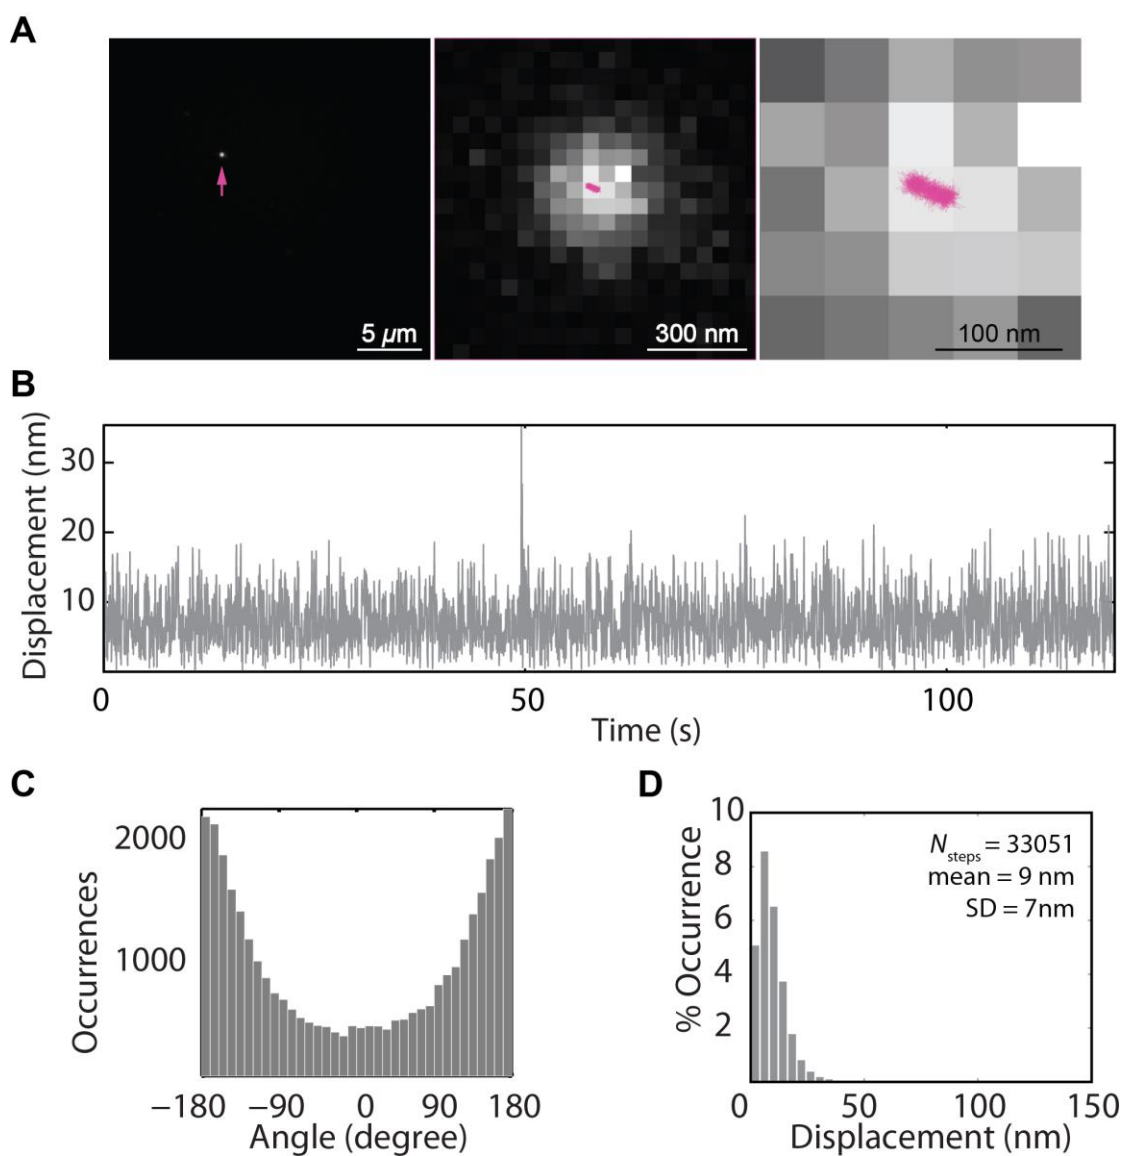 A
5 µm
300 nm
100 nm
B
Displacement (nm)
30
20
10
0
50
100
Time (s)
C
Occurrences
2000
1000
−180
−90
0
90
180
Angle (degree)
D
% Occurrence
10
8
6
4
2
Nsteps = 33051
mean = 9 nm
SD = 7nm
0
50
100
150
Displacement (nm)